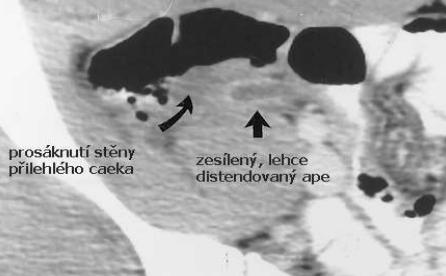 prosáknutí stěny
přilehlého caeka
zesílený, lehce
distendovaný ape